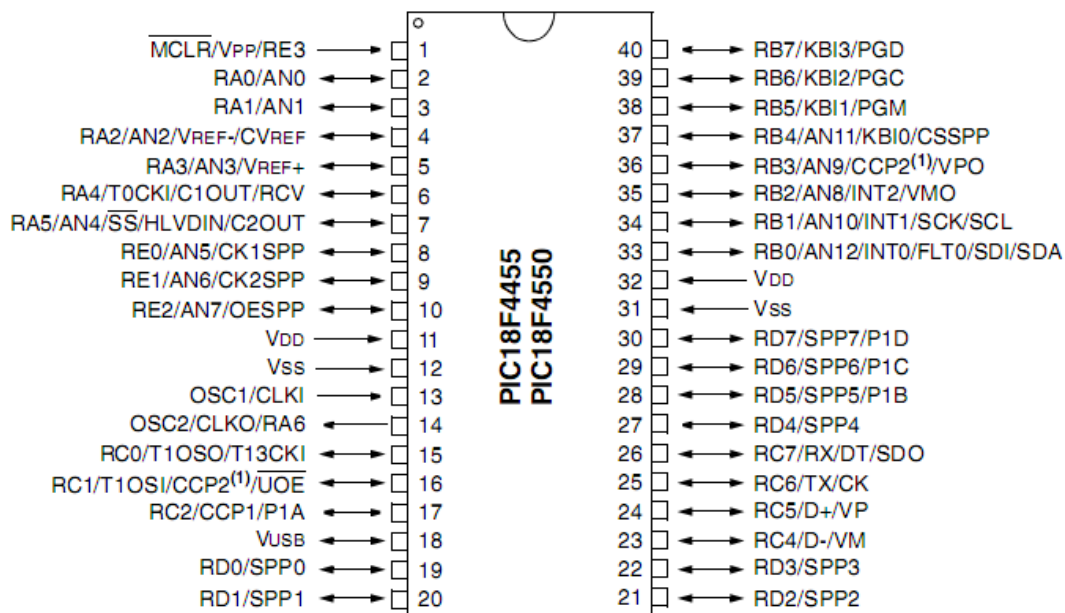 MCLR/VPP/RE3 1 40 RB7/KBI3/PGD
RA0/AN0 2 39 RB6/KBI2/PGC
RA1/AN1 3 38 RB5/KBI1/PGM
RA2/AN2/VREF-/CVREF 4 37 RB4/AN11/KBI0/CSSPP
RA3/AN3/VREF+ 5 36 RB3/AN9/CCP2(1)/VPO
RA4/T0CKI/C1OUT/RCV 6 35 RB2/AN8/INT2/VMO
RA5/AN4/SS/HLVDIN/C2OUT 7 34 RB1/AN10/INT1/SCK/SCL
RE0/AN5/CK1SPP 8 33 RB0/AN12/INT0/FLT0/SDI/SDA
RE1/AN6/CK2SPP 9 32 VDD
RE2/AN7/OESPP 10 31 VSS
VDD 11 30 RD7/SPP7/P1D
VSS 12 29 RD6/SPP6/P1C
OSC1/CLKI 13 28 RD5/SPP5/P1B
OSC2/CLKO/RA6 14 27 RD4/SPP4
RC0/T1OSO/T13CKI 15 26 RC7/RX/DT/SDO
RC1/T1OSI/CCP2(1)/UOE 16 25 RC6/TX/CK
RC2/CCP1/P1A 17 24 RC5/D+/VP
VUSB 18 23 RC4/D-/VM
RD0/SPP0 19 22 RD3/SPP3
RD1/SPP1 20 21 RD2/SPP2
PIC18F4455
PIC18F4550